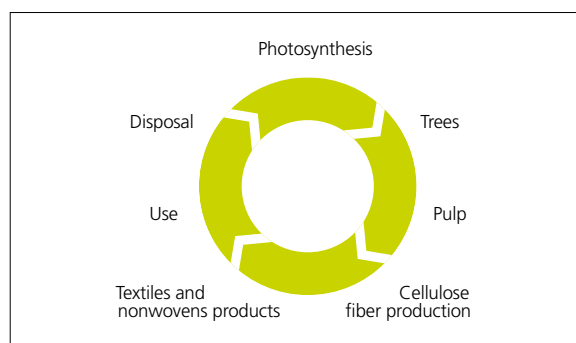 Photosynthesis
Trees
Pulp
Cellulose
fiber production
Textiles and
nonwovens products
Use
Disposal